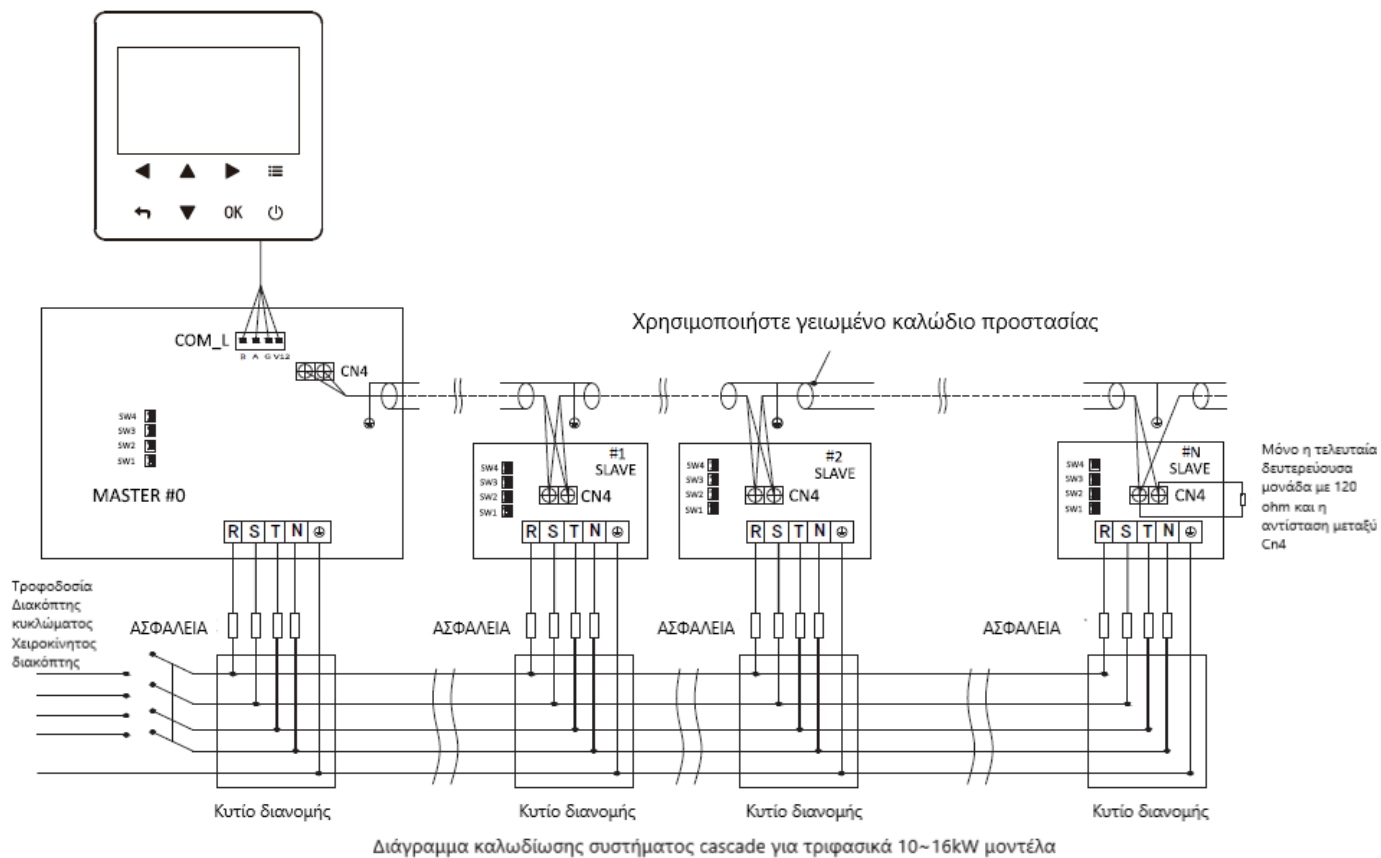 OK
COM_L
B A G V12
CN4
SW4
SW3
SW2
SW1
MASTER #0
R S T N
Χρησιμοποιήστε γειωμένο καλώδιο προστασίας
#1
SLAVE
SW4
SW3
SW2
SW1
CN4
R S T N
#2
SLAVE
SW4
SW3
SW2
SW1
CN4
R S T N
#N
SLAVE
SW4
SW3
SW2
SW1
CN4
R S T N
Μόνο η τελευταία
δευτερεύουσα
μονάδα με 120
ohm και η
αντίσταση μεταξύ
Cn4
Τροφοδοσία
Διακόπτης
κυκλώματος
Χειροκίνητος
διακόπτης
ΑΣΦΑΛΕΙΑ
ΑΣΦΑΛΕΙΑ
ΑΣΦΑΛΕΙΑ
ΑΣΦΑΛΕΙΑ
Κυτίο διανομής
Κυτίο διανομής
Κυτίο διανομής
Κυτίο διανομής
Διάγραμμα καλωδίωσης συστήματος cascade για τριφασικά 10~16kW μοντέλα